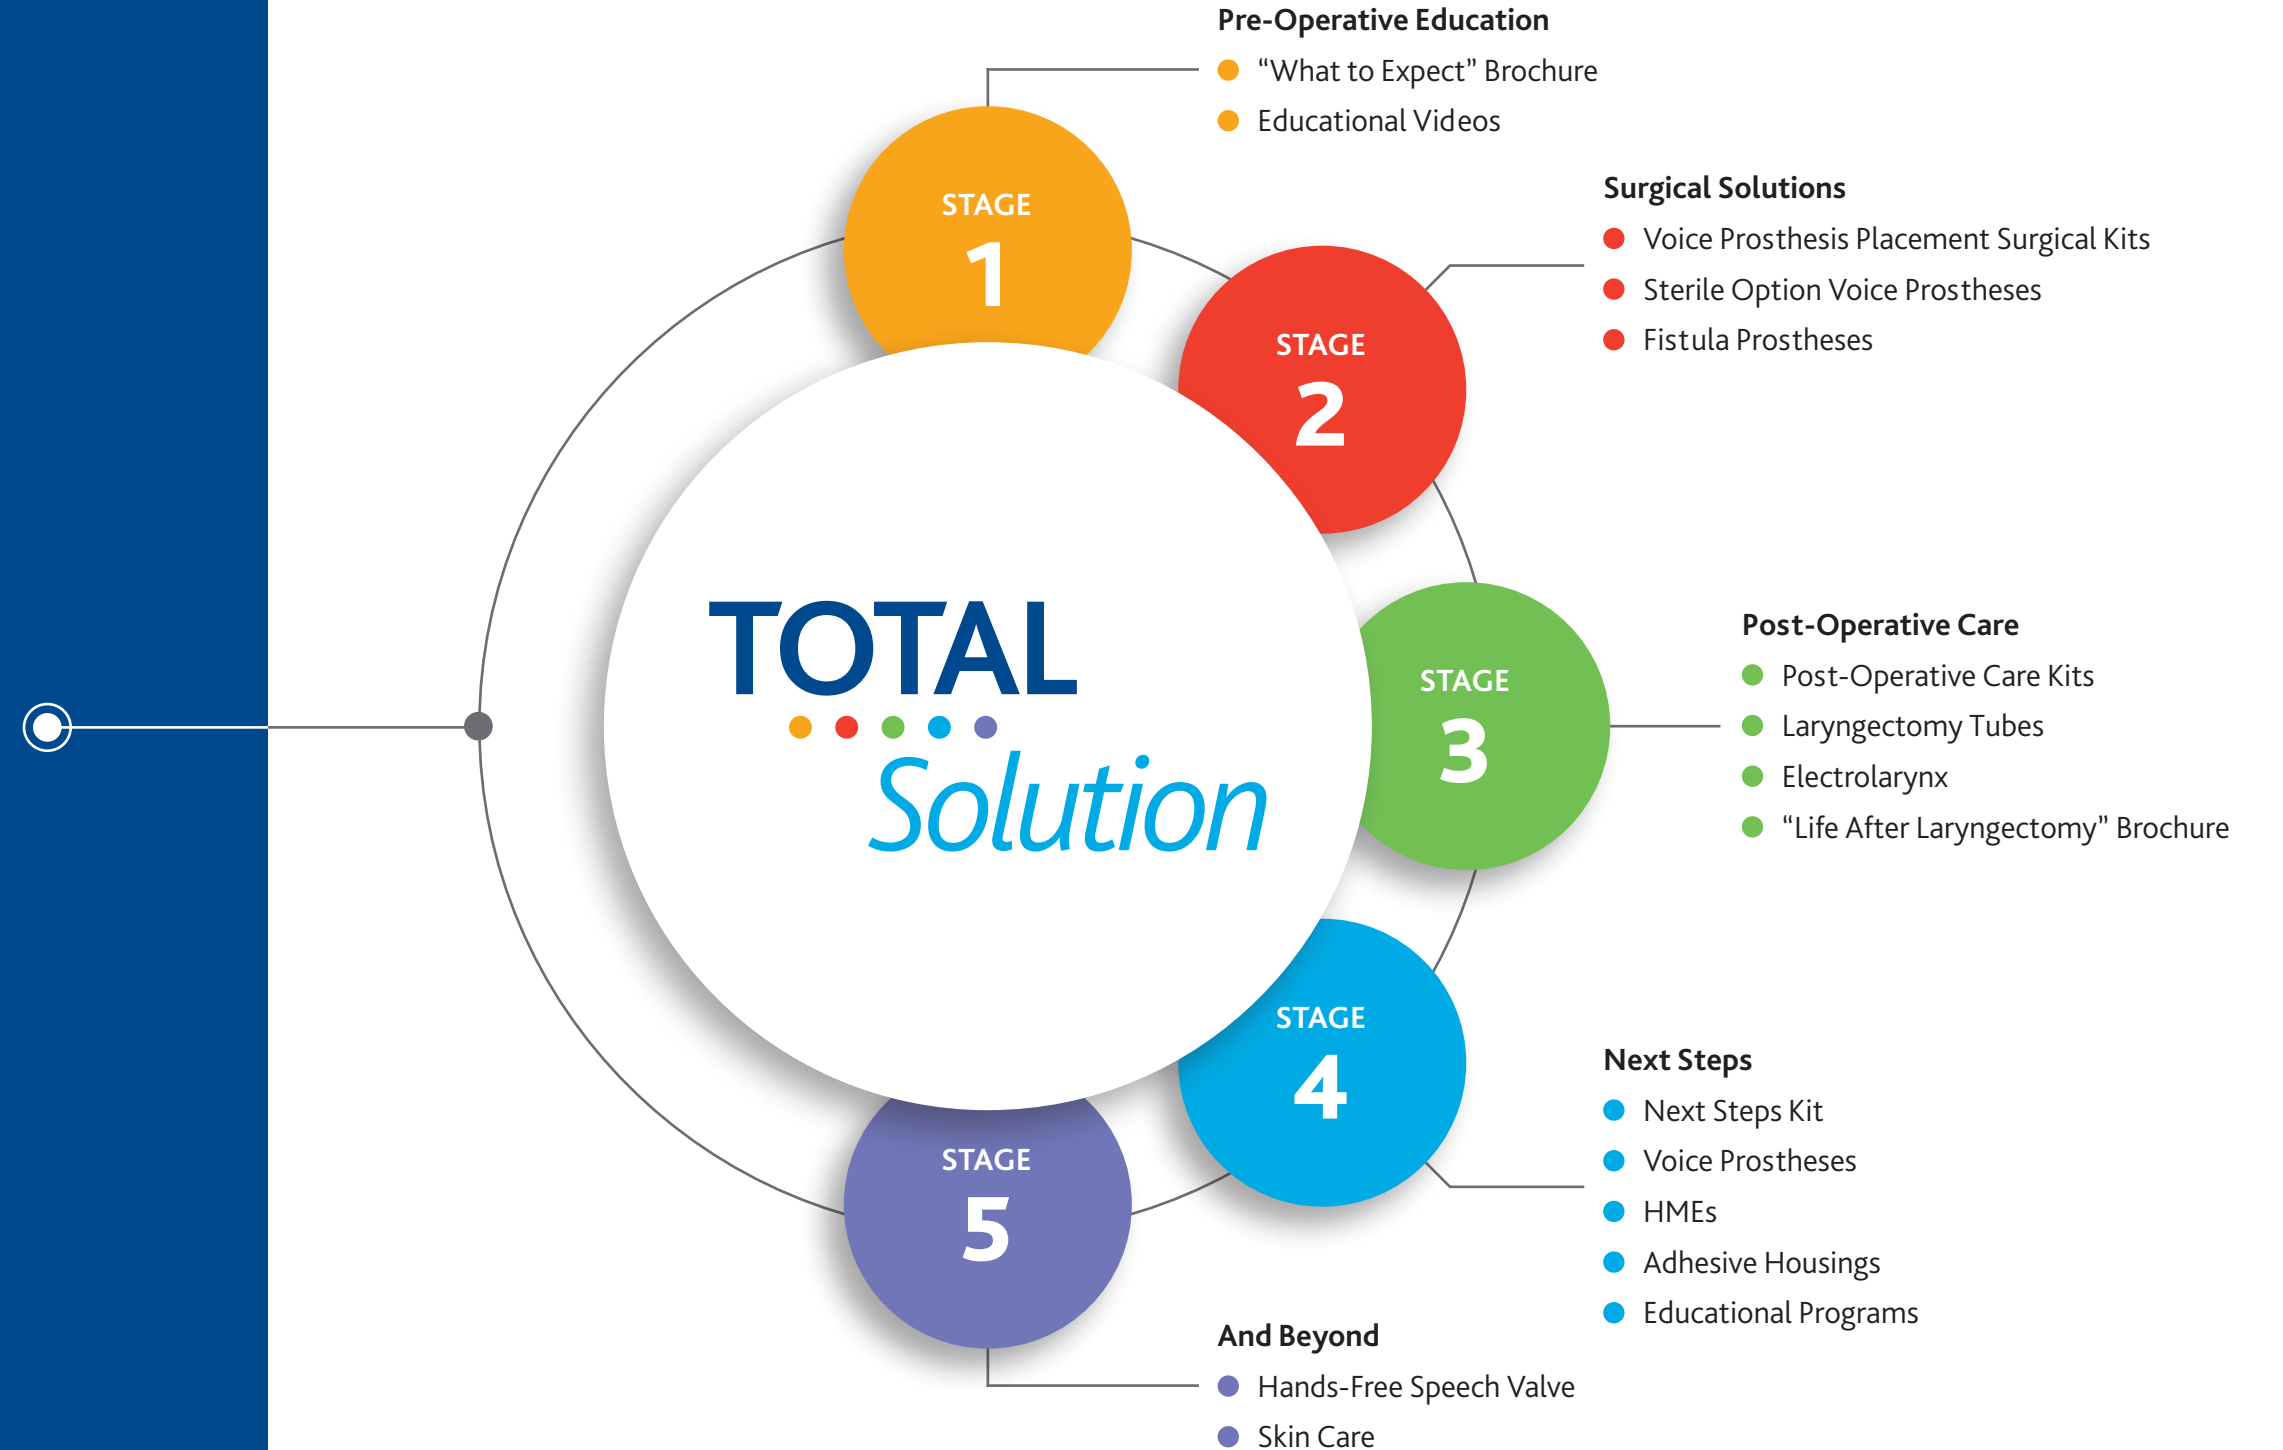 Pre-Operative Education
“What to Expect” Brochure
Educational Videos
STAGE
1
Surgical Solutions
Voice Prosthesis Placement Surgical Kits
Sterile Option Voice Prostheses
Fistula Prostheses
STAGE
2
TOTAL
Solution
Post-Operative Care
Post-Operative Care Kits
Laryngectomy Tubes
Electrolarynx
“Life After Laryngectomy” Brochure
STAGE
3
STAGE
4
Next Steps
Next Steps Kit
Voice Prostheses
HMEs
Adhesive Housings
Educational Programs
STAGE
5
And Beyond
Hands-Free Speech Valve
Skin Care